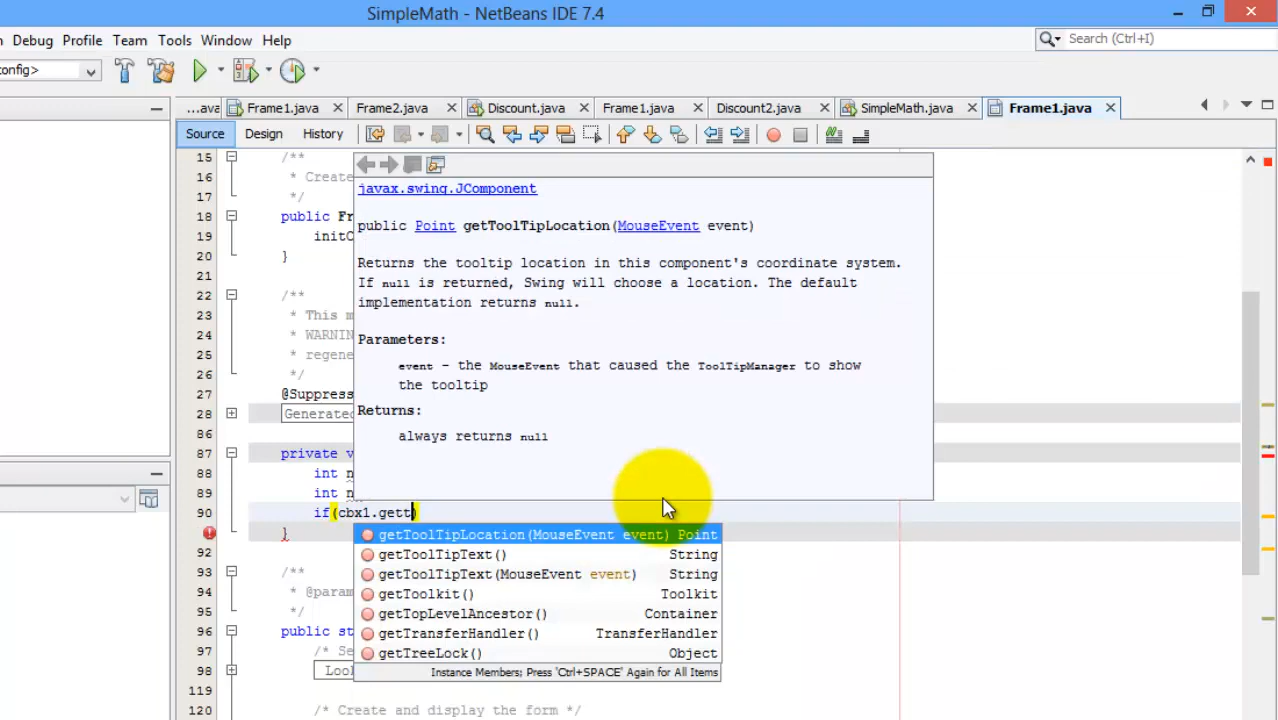 SimpleMath - NetBeans IDE 7.4
Debug Profile Team Tools Window Help
Search (Ctrl+I)
onfig>
...ava Frame1.java Frame2.java Discount.java Frame1.java Discount2.java SimpleMath.java Frame1.java
Source Design History
15 /**
16 * Create
17 */
18 public Fr
19 initC
20 }
21
22 /**
23 * This m
24 * WARNIN
25 * regene
26 */
27 @Suppress
28 Generated
86
87 private v
88 int n
89 int n
90 if(cbx1.gett)
}
92
93 /**
94 * @param
95 */
96 public st
97 /* Se
98 Loo
119
120 /* Create and display the form */
javax.swing.JComponent
public Point getToolTipLocation(MouseEvent event)
Returns the tooltip location in this component's coordinate system.
If null is returned, Swing will choose a location. The default
implementation returns null.
Parameters:
event - the MouseEvent that caused the ToolTipManager to show
the tooltip
Returns:
always returns null
getToolTipLocation(MouseEvent event) Point
getToolTipText() String
getToolTipText(MouseEvent event) String
getToolkit() Toolkit
getTopLevelAncestor() Container
getTransferHandler() TransferHandler
getTreeLock() Object
Instance Members; Press 'Ctrl+SPACE' Again for All Items